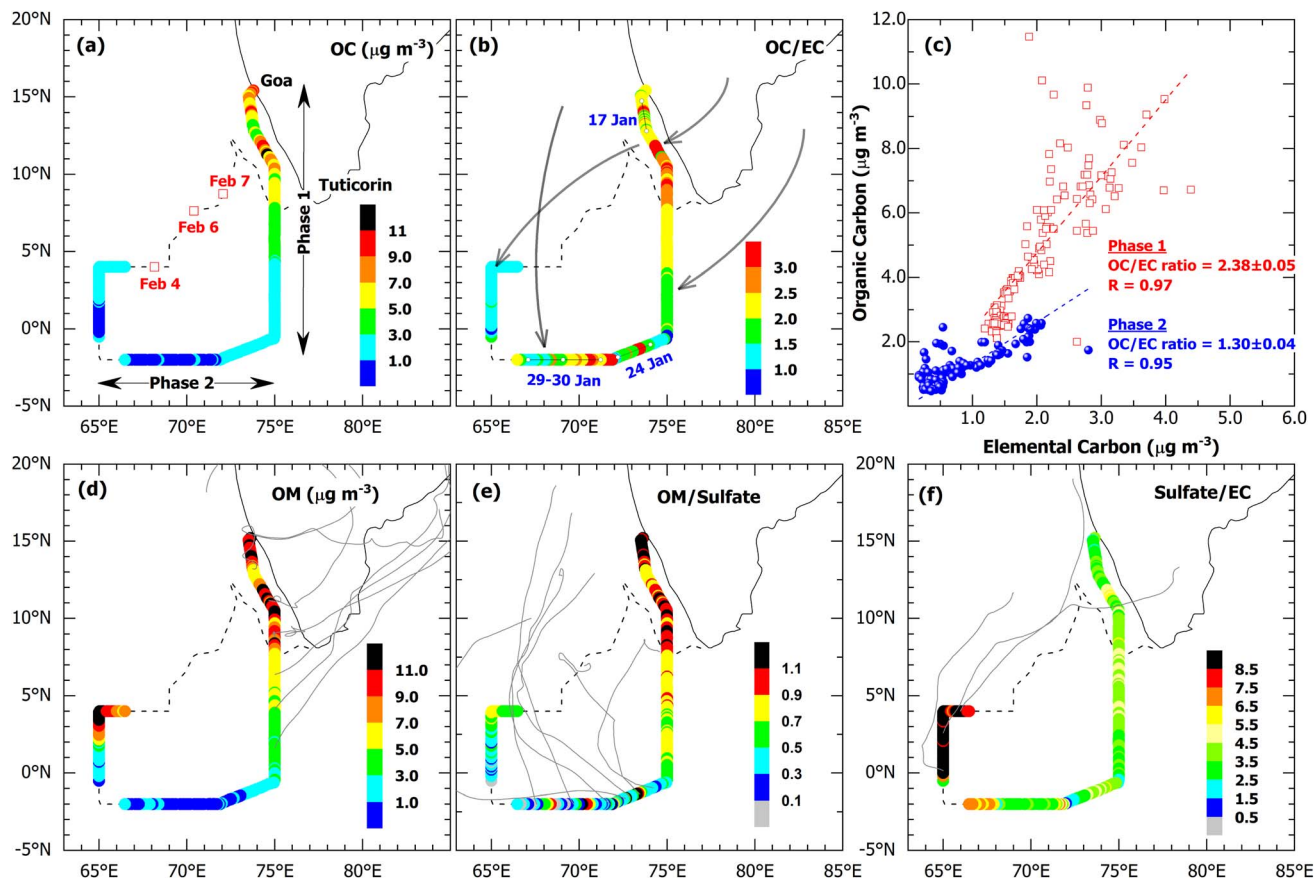 (a)
OC (μg m⁻³)
20°N
15°N
10°N
5°N
0°N
-5°N
Goa
Feb 7
Feb 6
Feb 4
Phase 1
Tuticorin
11
9.0
7.0
5.0
3.0
1.0
Phase 2
65°E
70°E
75°E
80°E
(b)
OC/EC
17 Jan
3.0
2.5
2.0
1.5
1.0
29-30 Jan
24 Jan
65°E
70°E
75°E
80°E
(c)
Organic Carbon (μg m⁻³)
12.0
10.0
8.0
6.0
4.0
2.0
Phase 1
OC/EC ratio = 2.38±0.05
R = 0.97
Phase 2
OC/EC ratio = 1.30±0.04
R = 0.95
0.0
1.0
2.0
3.0
4.0
5.0
6.0
Elemental Carbon (μg m⁻³)
(d)
OM (μg m⁻³)
20°N
15°N
10°N
5°N
0°N
-5°N
11.0
9.0
7.0
5.0
3.0
1.0
65°E
70°E
75°E
80°E
(e)
OM/Sulfate
1.1
0.9
0.7
0.5
0.3
0.1
65°E
70°E
75°E
80°E
(f)
Sulfate/EC
20°N
15°N
10°N
5°N
0°N
-5°N
8.5
7.5
6.5
5.5
4.5
3.5
2.5
1.5
0.5
65°E
70°E
75°E
80°E
85°E